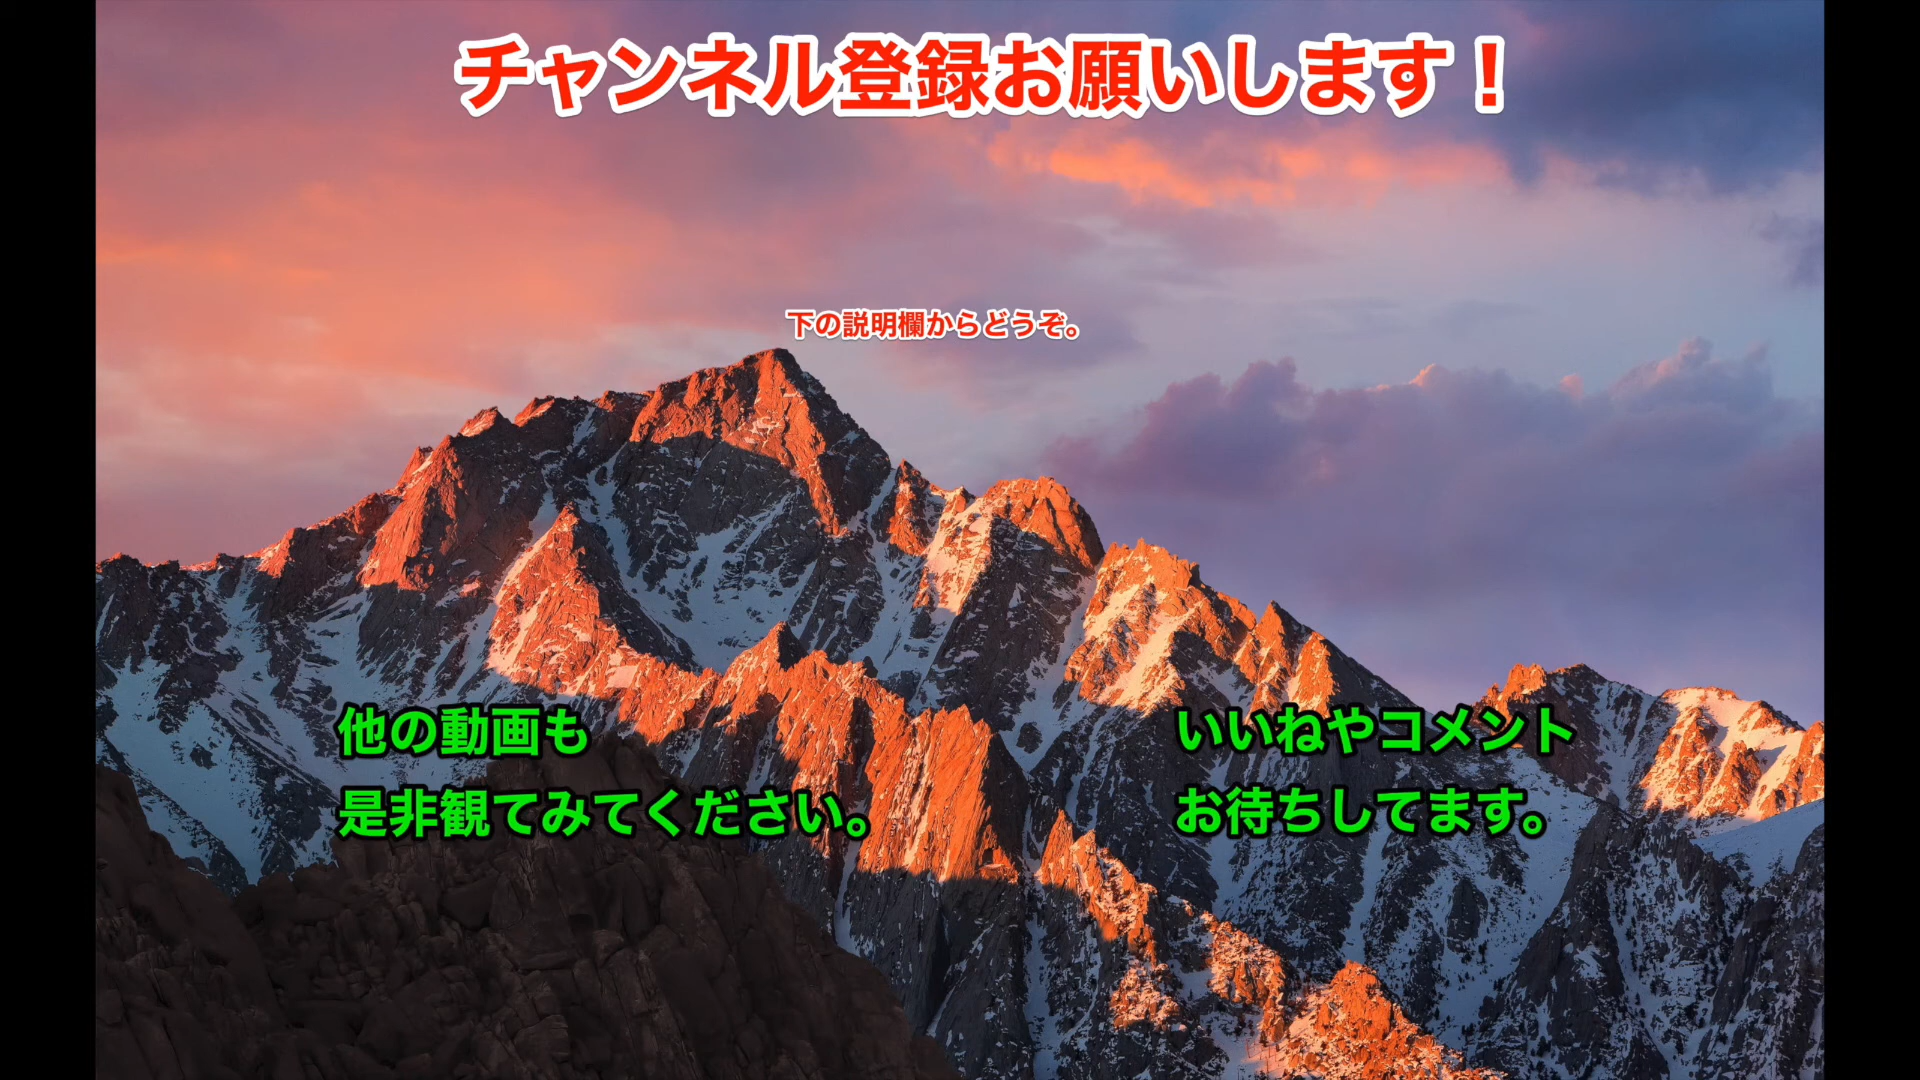 チャンネル登録お願いします！
下の説明欄からどうぞ。
他の動画も
是非観てみてください。
いいねやコメント
お待ちしてます。